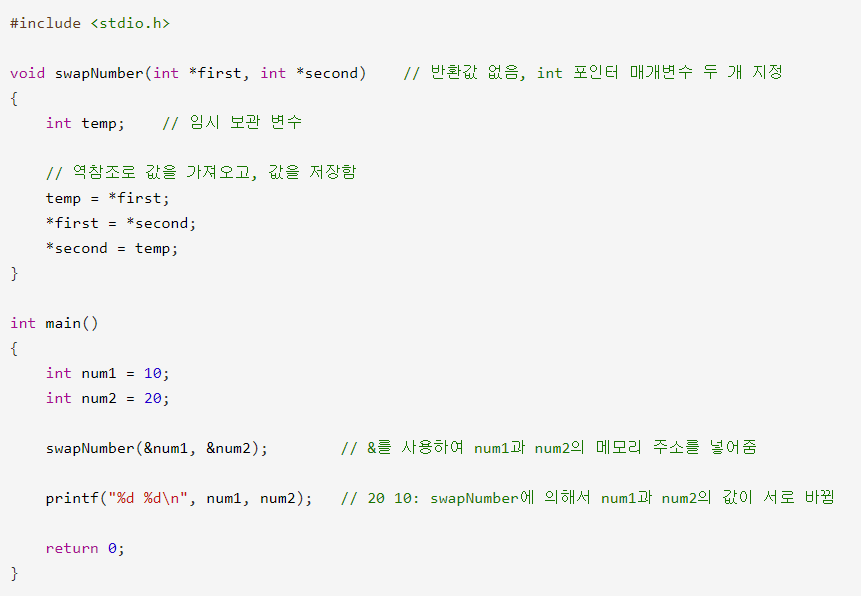 #include <stdio.h>
void swapNumber(int *first, int *second)    // 반환값 없음, int 포인터 매개변수 두 개 지정
{
    int temp;    // 임시 보관 변수
    // 역참조로 값을 가져오고, 값을 저장함
    temp = *first;
    *first = *second;
    *second = temp;
}
int main()
{
    int num1 = 10;
    int num2 = 20;
    swapNumber(&num1, &num2);        // &를 사용하여 num1과 num2의 메모리 주소를 넣어줌
    printf("%d %d\n", num1, num2);   // 20 10: swapNumber에 의해서 num1과 num2의 값이 서로 바뀜
    return 0;
}